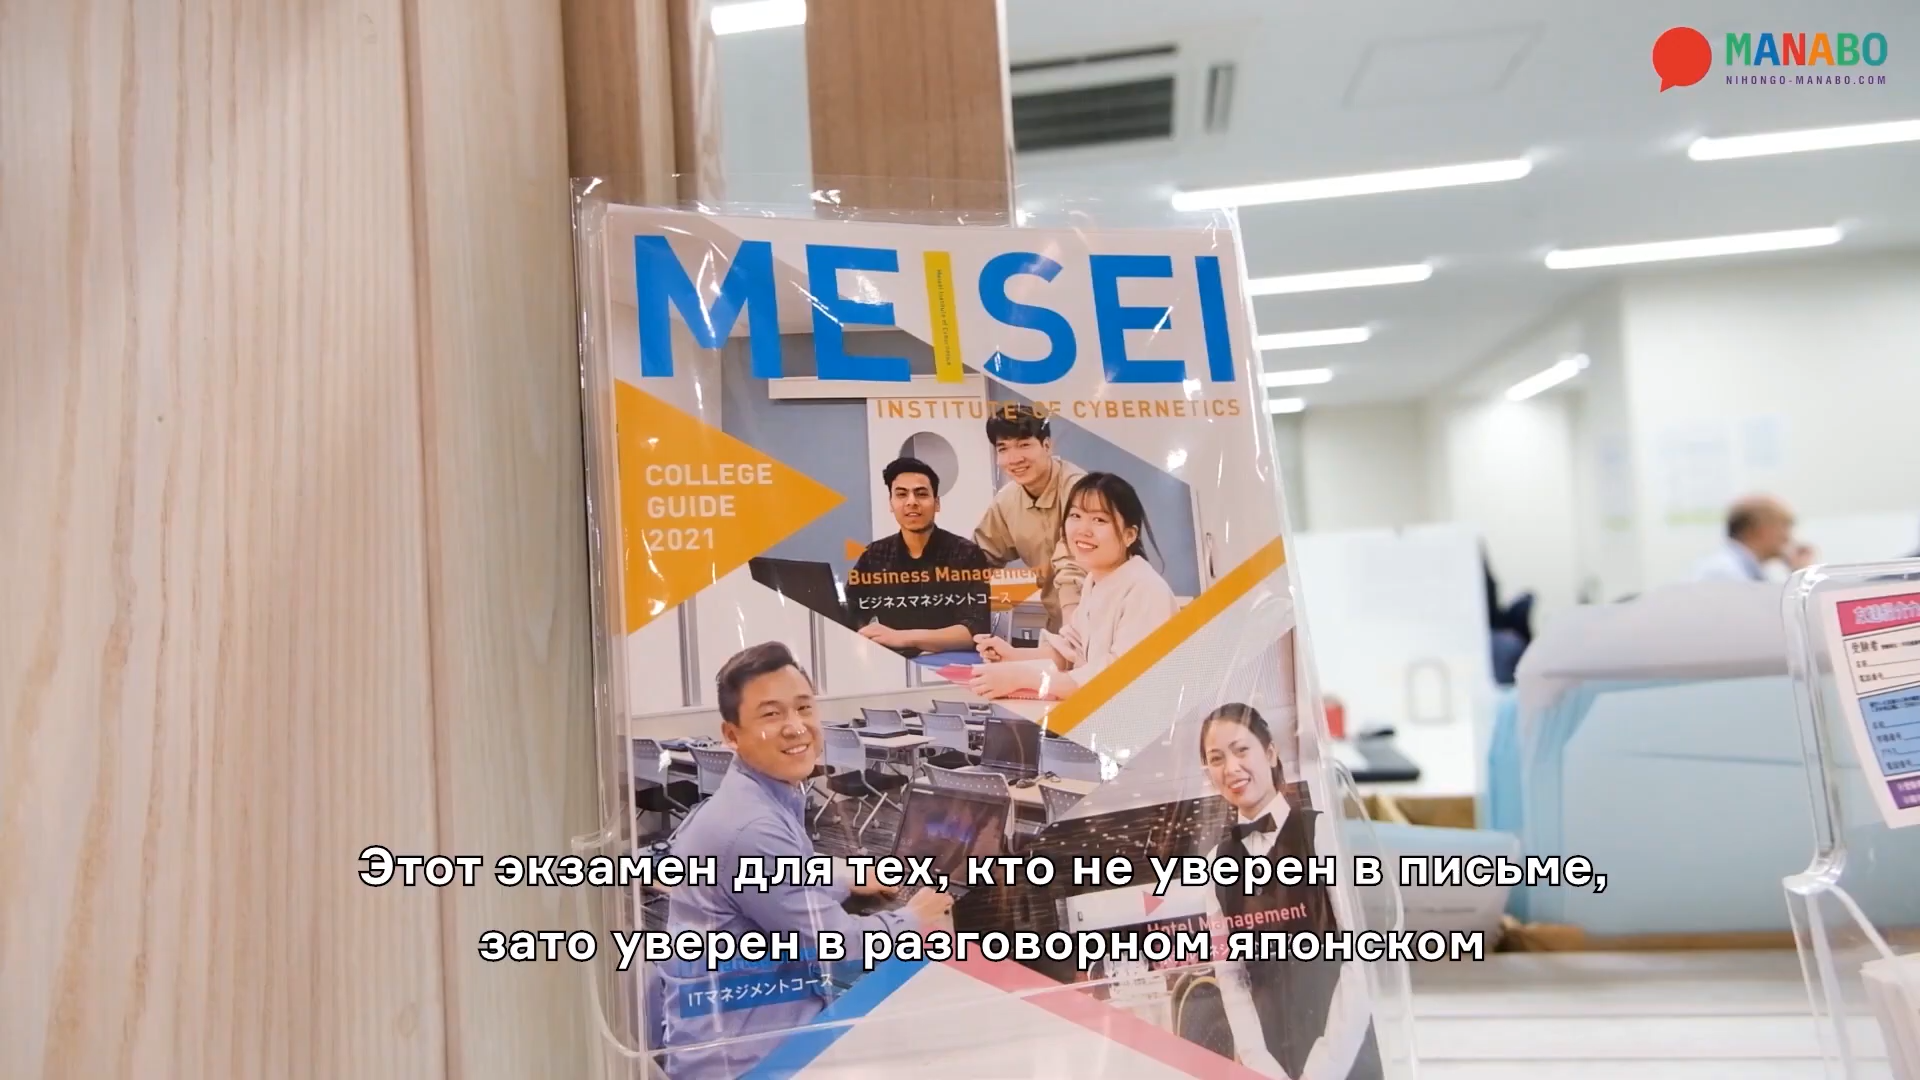 MANABO
NIHONGO-MANABO.COM
MEISEI
INSTITUTE OF CYBERNETICS
COLLEGE
GUIDE
2021
Business Management
ビジネスマネジメントコース
Hotel Management
ITマネジメントコース
Этот экзамен для тех, кто не уверен в письме,
зато уверен в разговорном японском